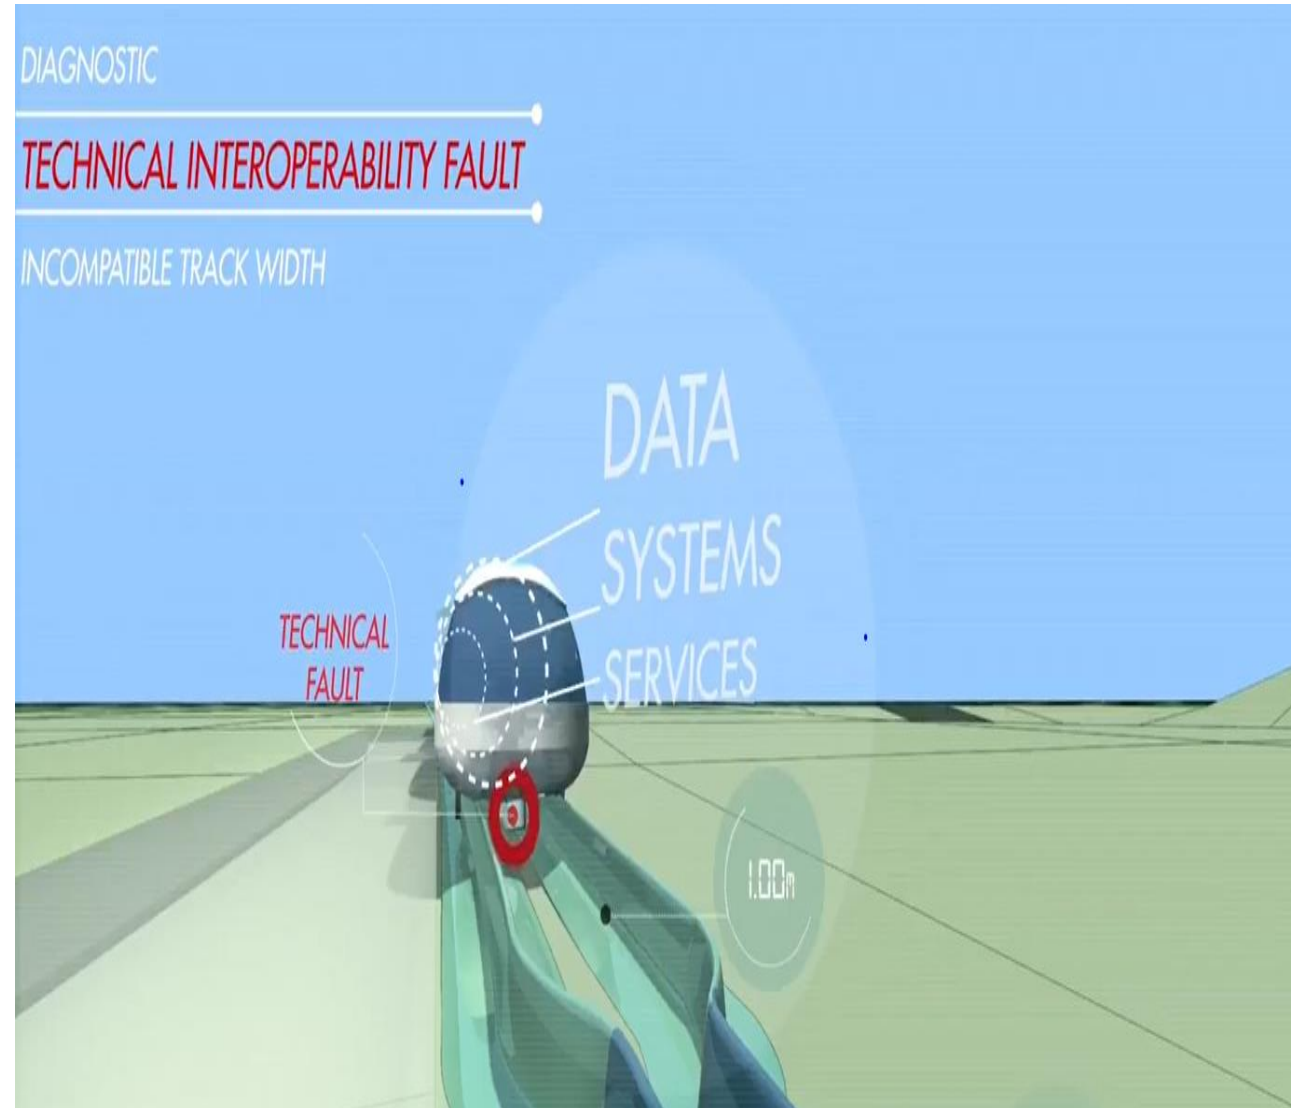 DIAGNOSTIC
TECHNICAL INTEROPERABILITY FAULT
INCOMPATIBLE TRACK WIDTH
DATA
SYSTEMS
SERVICES
TECHNICAL
FAULT
1.00m